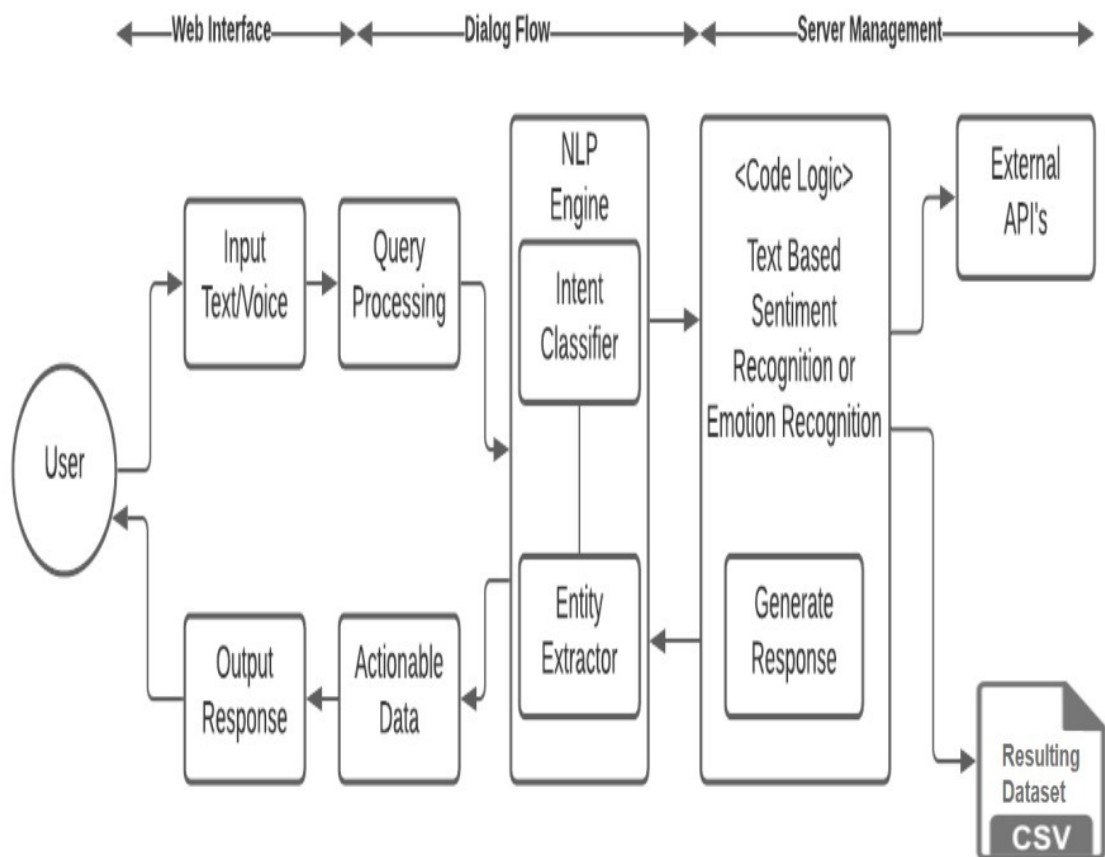 Web Interface
Dialog Flow
Server Management
User
Input
Text/Voice
Query
Processing
NLP
Engine
Intent
Classifier
Entity
Extractor
<Code Logic>
Text Based
Sentiment
Recognition or
Emotion Recognition
Generate
Response
External
API's
Output
Response
Actionable
Data
Resulting
Dataset
CSV